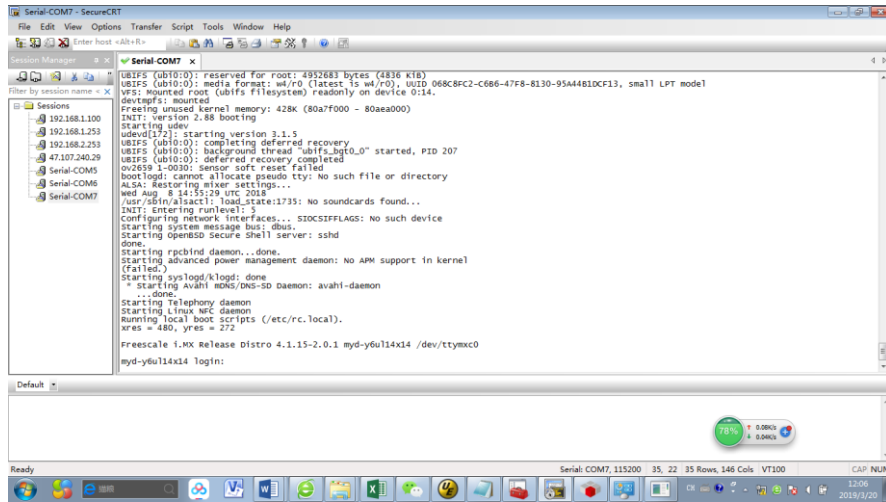 Serial-COM7 - SecureCRT
File Edit View Options Transfer Script Tools Window Help
Enter host <Alt+R>
Session Manager
Serial-COM7
Filter by session name
Sessions
192.168.1.100
192.168.1.253
192.168.2.253
47.107.240.29
Serial-COM5
Serial-COM6
Serial-COM7
UBIFS (ubi0:0): reserved for root: 4952683 bytes (4836 KiB)
UBIFS (ubi0:0): media format: w4/r0 (latest is w4/r0), UUID 068C8FC2-C6B6-47F8-8130-95A44B1DCF13, small LPT model
VFS: Mounted root (ubifs filesystem) readonly on device 0:14.
devtmpfs: mounted
Freeing unused kernel memory: 428K (80a7f000 - 80aea000)
INIT: version 2.88 booting
Starting udev
udevd[172]: starting version 3.1.5
UBIFS (ubi0:0): completing deferred recovery
UBIFS (ubi0:0): background thread "ubifs_bgt0_0" started, PID 207
UBIFS (ubi0:0): deferred recovery completed
ov2659 1-0030: Sensor soft reset failed
bootlogd: cannot allocate pseudo tty: No such file or directory
ALSA: Restoring mixer settings...
Wed Aug  8 14:55:29 UTC 2018
/usr/sbin/alsactl: load_state:1735: No soundcards found...
INIT: Entering runlevel: 5
Configuring network interfaces... SIOCSIFFLAGS: No such device
Starting system message bus: dbus.
Starting OpenBSD Secure Shell server: sshd
done.
Starting rpcbind daemon...done.
Starting advanced power management daemon: No APM support in kernel
(failed.)
Starting syslogd/klogd: done
* Starting Avahi mDNS/DNS-SD Daemon: avahi-daemon
...done.
Starting Telephony daemon
Starting Linux NFC daemon
Running local boot scripts (/etc/rc.local).
xres = 480, yres = 272
Freescale i.MX Release Distro 4.1.15-2.0.1 myd-y6ul14x14 /dev/ttymxc0
myd-y6ul14x14 login:
Default
78%
0.08K/s
0.04K/s
Ready
Serial: COM7, 115200 35, 22 35 Rows, 146 Cols VT100 CAP NUM
CH
12:06
2019/3/20